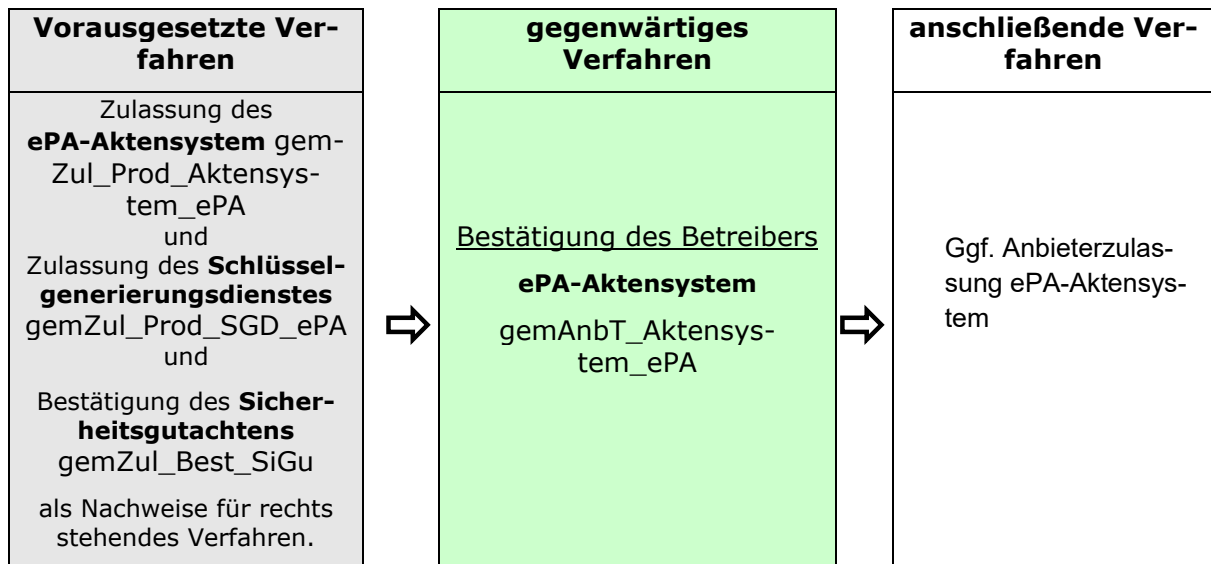 Vorausgesetzte Ver-
fahren
Zulassung des
ePA-Aktensystem gem-
Zul_Prod_Aktensys-
tem_ePA
und
Zulassung des Schlüssel-
generierungsdienstes
gemZul_Prod_SGD_ePA
und
Bestätigung des Sicher-
heitsgutachtens
gemZul_Best_SiGu
als Nachweise für rechts
stehendes Verfahren.
gegenwärtiges
Verfahren
Bestätigung des Betreibers
ePA-Aktensystem
gemAnbT_Aktensys-
tem_ePA
anschließende Ver-
fahren
Ggf. Anbieterzulas-
sung ePA-Aktensys-
tem